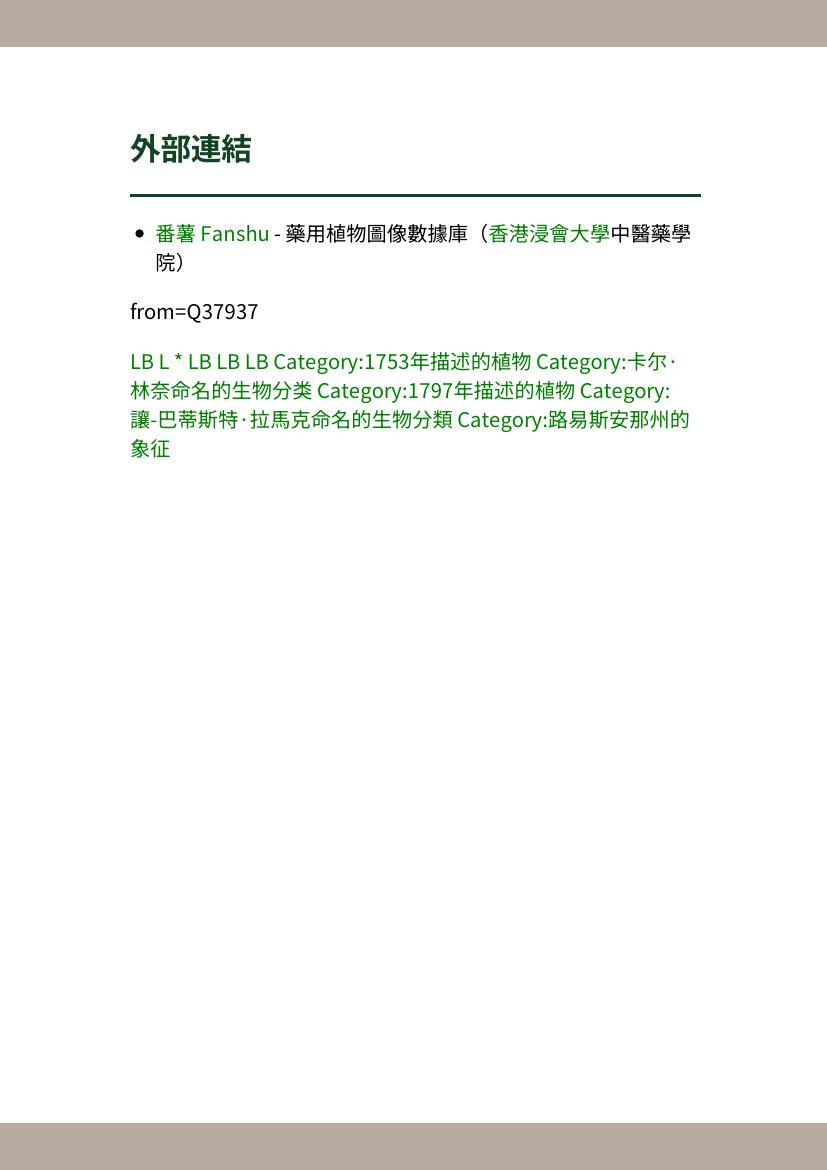 外部連結
• 番薯 Fanshu - 藥用植物圖像數據庫（香港浸會大學中醫藥學
院）
from=Q37937
LB L * LB LB LB Category:1753年描述的植物 Category:卡尔·
林奈命名的生物分类 Category:1797年描述的植物 Category:
讓-巴蒂斯特·拉馬克命名的生物分類 Category:路易斯安那州的
象征